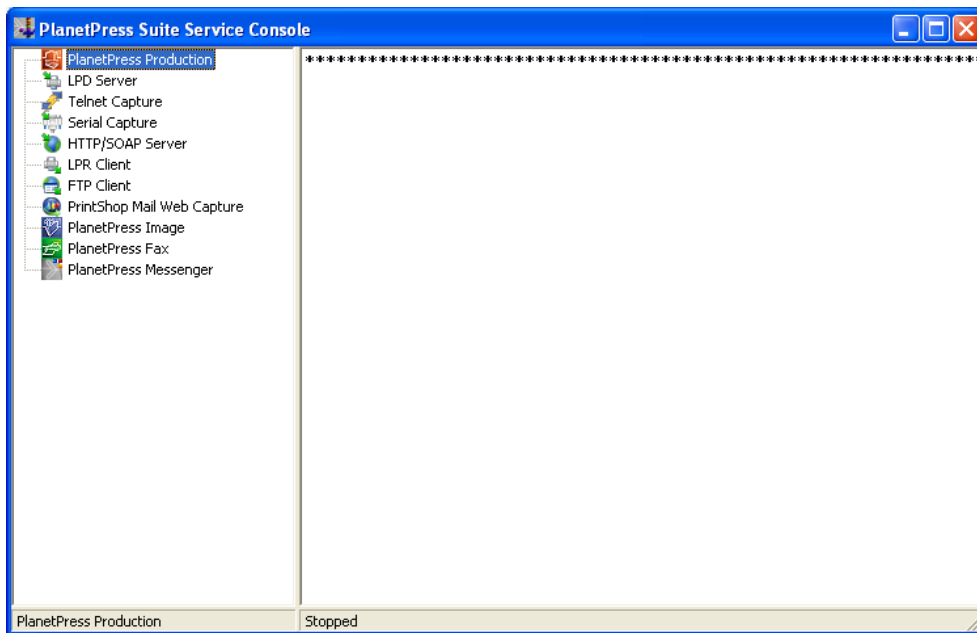 PlanetPress Suite Service Console
PlanetPress Production
LPD Server
Telnet Capture
Serial Capture
HTTP/SOAP Server
LPR Client
FTP Client
PrintShop Mail Web Capture
PlanetPress Image
PlanetPress Fax
PlanetPress Messenger
****************************************************************************
PlanetPress Production
Stopped